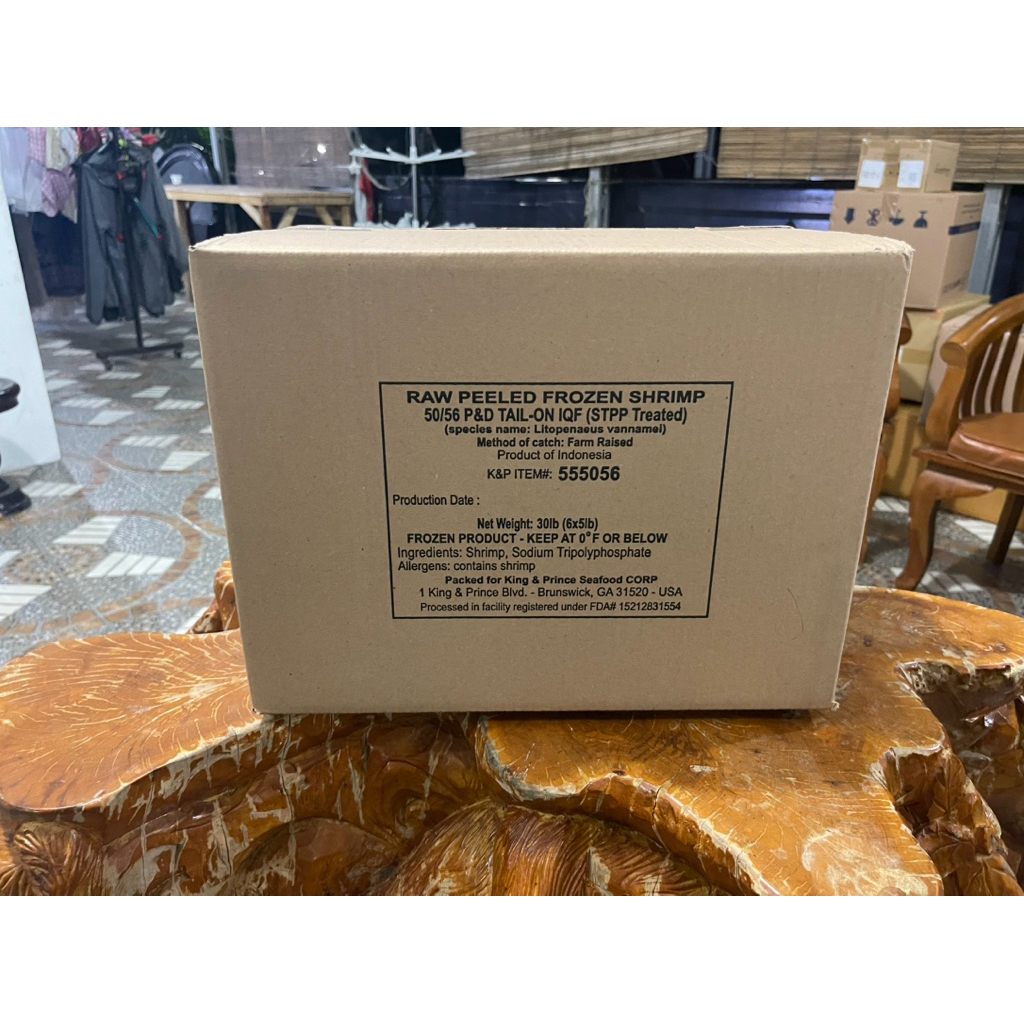 RAW PEELED FROZEN SHRIMP
50/56 P&D TAIL-ON IQF (STPP Treated)
(species name: Litopenaeus vannamei)
Method of catch: Farm Raised
Product of Indonesia
K&P ITEM#: 555056
Production Date :
Net Weight: 30lb (6x5lb)
FROZEN PRODUCT - KEEP AT 0°F OR BELOW
Ingredients: Shrimp, Sodium Tripolyphosphate
Allergens: contains shrimp
Packed for King & Prince Seafood CORP
1 King & Prince Blvd. - Brunswick, GA 31520 - USA
Processed in facility registered under FDA# 15212831554